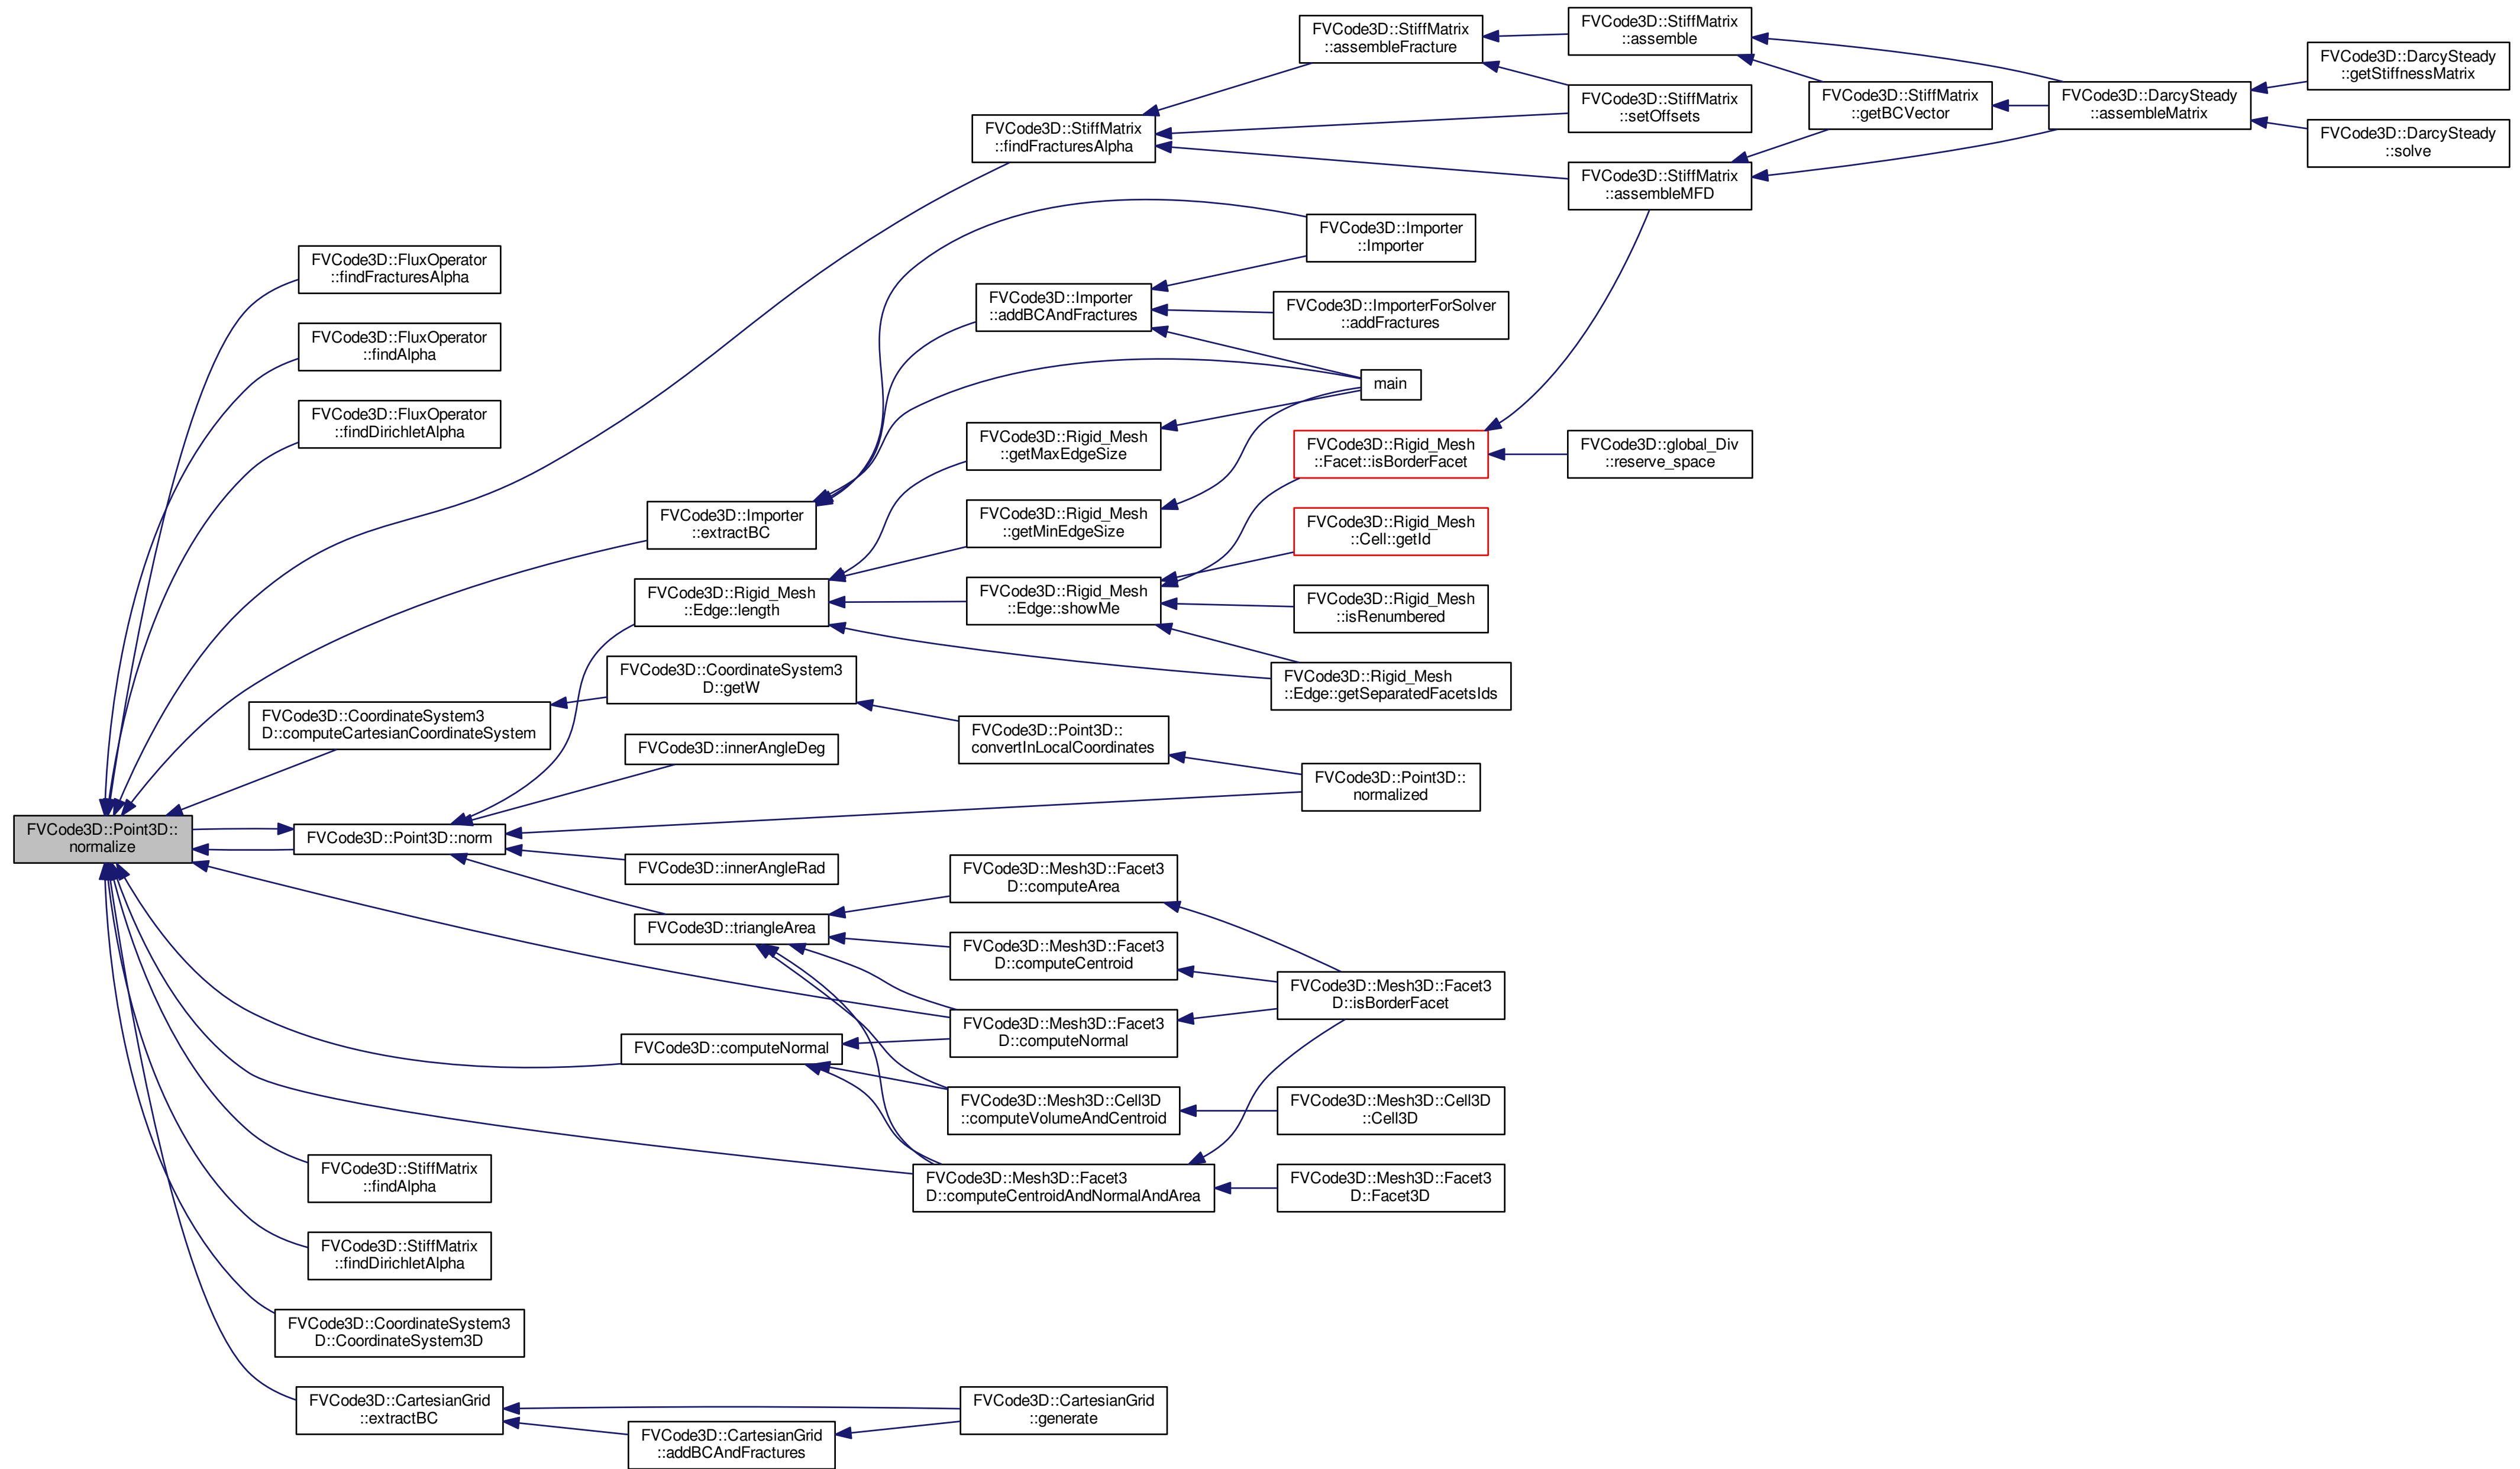 FVCode3D::StiffMatrix
::assembleFracture
FVCode3D::StiffMatrix
::assemble
FVCode3D::DarcySteady
::getStiffnessMatrix
FVCode3D::StiffMatrix
::setOffsets
FVCode3D::StiffMatrix
::getBCVector
FVCode3D::DarcySteady
::assembleMatrix
FVCode3D::StiffMatrix
::findFracturesAlpha
FVCode3D::DarcySteady
::solve
FVCode3D::StiffMatrix
::assembleMFD
FVCode3D::Importer
::Importer
FVCode3D::FluxOperator
::findFracturesAlpha
FVCode3D::Importer
::addBCAndFractures
FVCode3D::ImporterForSolver
::addFractures
FVCode3D::FluxOperator
::findAlpha
main
FVCode3D::FluxOperator
::findDirichletAlpha
FVCode3D::Rigid_Mesh
::getMaxEdgeSize
FVCode3D::Rigid_Mesh
::Facet::isBorderFacet
FVCode3D::global_Div
::reserve_space
FVCode3D::Importer
::extractBC
FVCode3D::Rigid_Mesh
::getMinEdgeSize
FVCode3D::Rigid_Mesh
::Cell::getId
FVCode3D::Rigid_Mesh
::Edge::length
FVCode3D::Rigid_Mesh
::Edge::showMe
FVCode3D::Rigid_Mesh
::isRenumbered
FVCode3D::CoordinateSystem3
D::getW
FVCode3D::Rigid_Mesh
::Edge::getSeparatedFacetsIds
FVCode3D::CoordinateSystem3
D::computeCartesianCoordinateSystem
FVCode3D::Point3D::
convertInLocalCoordinates
FVCode3D::innerAngleDeg
FVCode3D::Point3D::
normalized
FVCode3D::Point3D::
normalize
FVCode3D::Point3D::norm
FVCode3D::innerAngleRad
FVCode3D::Mesh3D::Facet3
D::computeArea
FVCode3D::triangleArea
FVCode3D::Mesh3D::Facet3
D::computeCentroid
FVCode3D::Mesh3D::Facet3
D::isBorderFacet
FVCode3D::Mesh3D::Facet3
D::computeNormal
FVCode3D::computeNormal
FVCode3D::Mesh3D::Cell3D
::computeVolumeAndCentroid
FVCode3D::Mesh3D::Cell3D
::Cell3D
FVCode3D::StiffMatrix
::findAlpha
FVCode3D::Mesh3D::Facet3
D::computeCentroidAndNormalAndArea
FVCode3D::Mesh3D::Facet3
D::Facet3D
FVCode3D::StiffMatrix
::findDirichletAlpha
FVCode3D::CoordinateSystem3
D::CoordinateSystem3D
FVCode3D::CartesianGrid
::extractBC
FVCode3D::CartesianGrid
::generate
FVCode3D::CartesianGrid
::addBCAndFractures